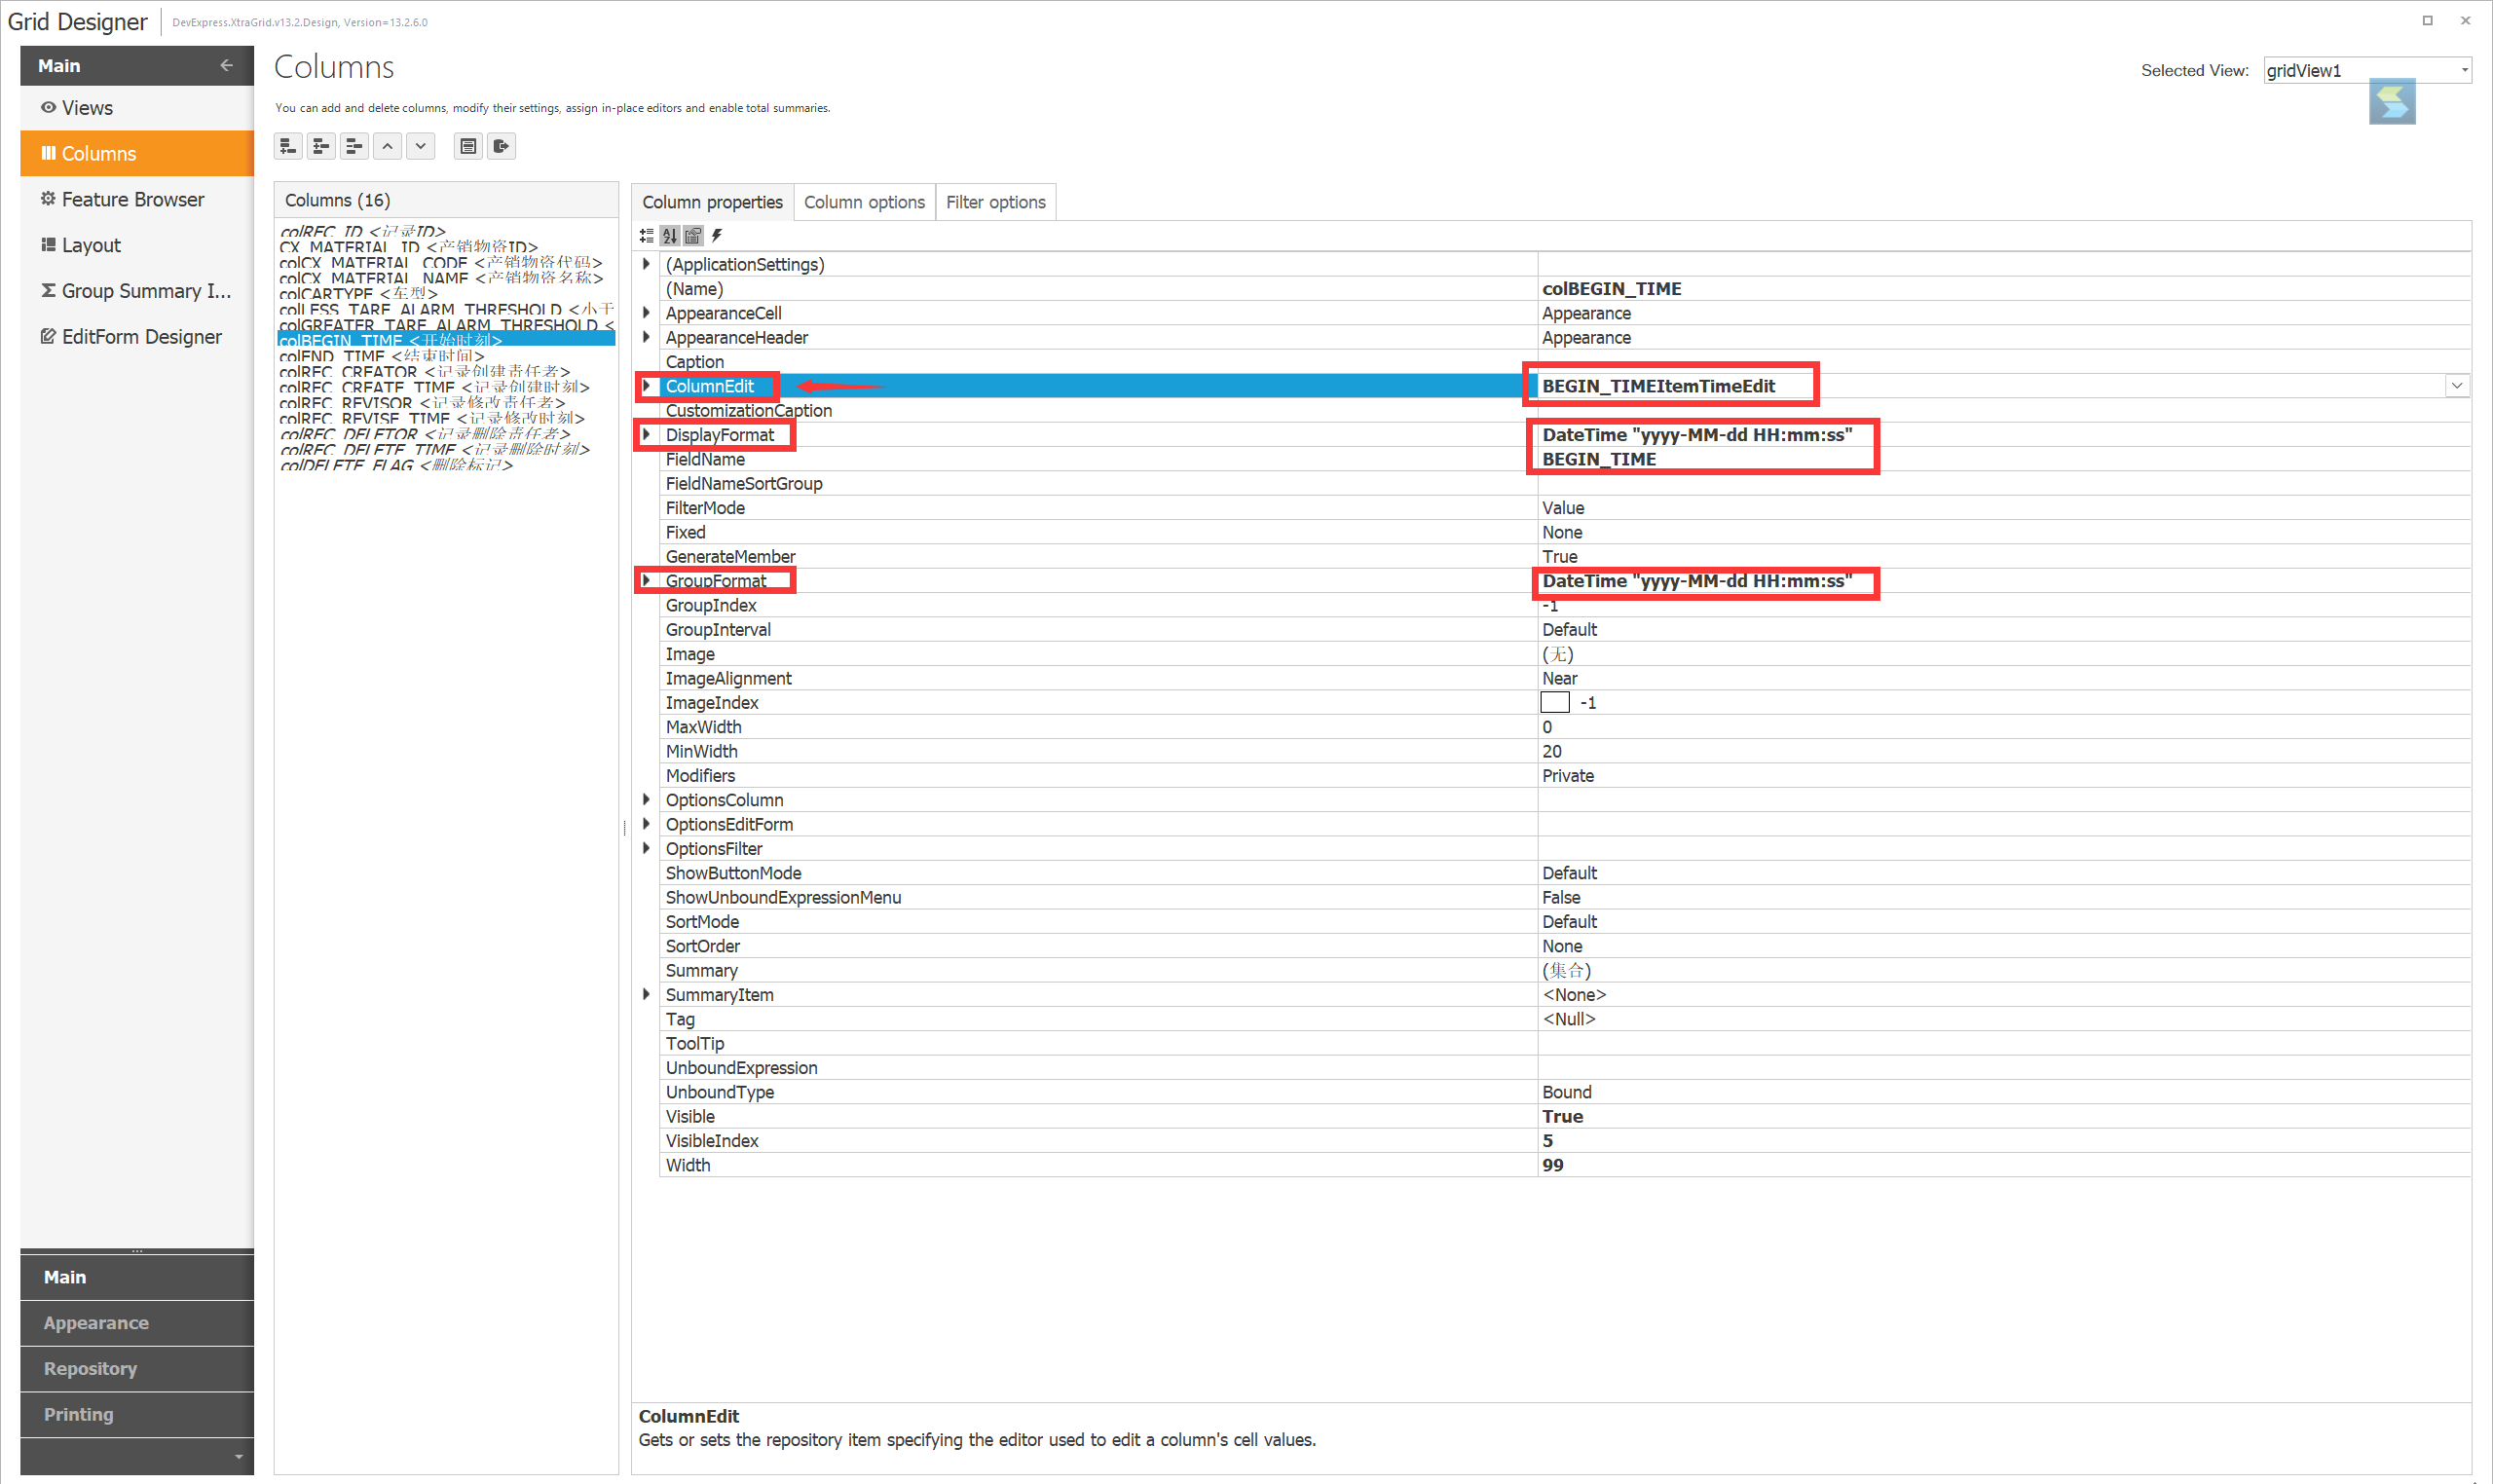 Grid Designer
DevExpress.XtraGrid.v13.2.Design, Version=13.2.6.0
Main
Views
Columns
Feature Browser
Layout
Group Summary I...
EditForm Designer
Main
Appearance
Repository
Printing
Columns
You can add and delete columns, modify their settings, assign in-place editors and enable total summaries.
Selected View: gridView1
Columns (16)
colREC_ID <记录ID>
CX_MATERIAL_ID <产销物资ID>
colCX_MATERIAL_CODE <产销物资代码>
colCX_MATERIAL_NAME <产销物资名称>
colCARTYPE <车型>
colLESS_TARE_ALARM_THRESHOLD <小于
colGREATER_TARE_ALARM_THRESHOLD <
colBEGIN_TIME <开始时刻>
colEND_TIME <结束时间>
colREC_CREATOR <记录创建责任者>
colREC_CREATE_TIME <记录创建时刻>
colREC_REVISOR <记录修改责任者>
colREC_REVISE_TIME <记录修改时刻>
colREC_DELETOR <记录删除责任者>
colREC_DELETE_TIME <记录删除时刻>
colDELETE_FLAG <删除标记>
Column properties Column options Filter options
(ApplicationSettings)
(Name) colBEGIN_TIME
AppearanceCell Appearance
AppearanceHeader Appearance
Caption
ColumnEdit BEGIN_TIMEItemTimeEdit
CustomizationCaption
DisplayFormat DateTime "yyyy-MM-dd HH:mm:ss"
FieldName BEGIN_TIME
FieldNameSortGroup
FilterMode Value
Fixed None
GenerateMember True
GroupFormat DateTime "yyyy-MM-dd HH:mm:ss"
GroupIndex -1
GroupInterval Default
Image (无)
ImageAlignment Near
ImageIndex -1
MaxWidth 0
MinWidth 20
Modifiers Private
OptionsColumn
OptionsEditForm
OptionsFilter
ShowButtonMode Default
ShowUnboundExpressionMenu False
SortMode Default
SortOrder None
Summary (集合)
SummaryItem <None>
Tag <Null>
ToolTip
UnboundExpression
UnboundType Bound
Visible True
VisibleIndex 5
Width 99
ColumnEdit
Gets or sets the repository item specifying the editor used to edit a column's cell values.